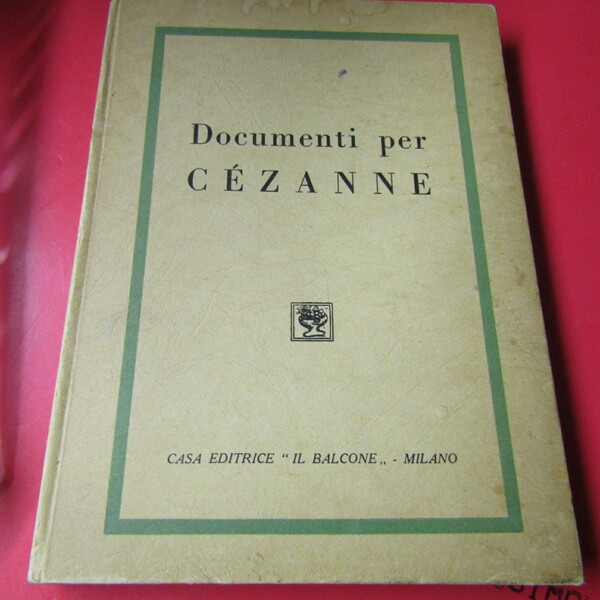 Documenti per
CÉZANNE
CASA EDITRICE “ IL BALCONE „ - MILANO